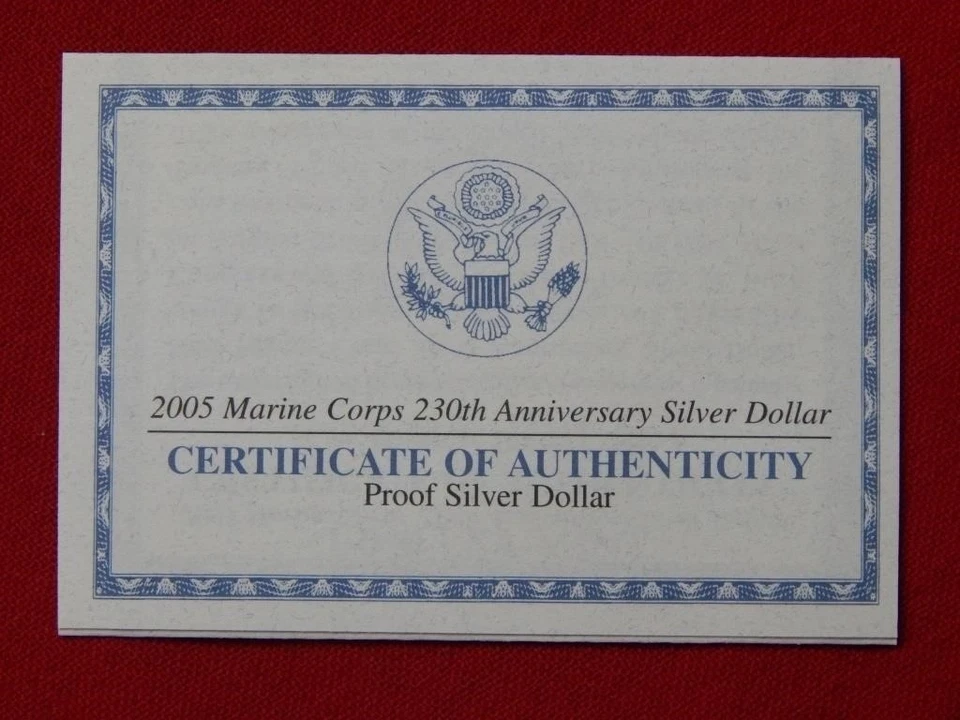 2005 Marine Corps 230th Anniversary Silver Dollar
CERTIFICATE OF AUTHENTICITY
Proof Silver Dollar